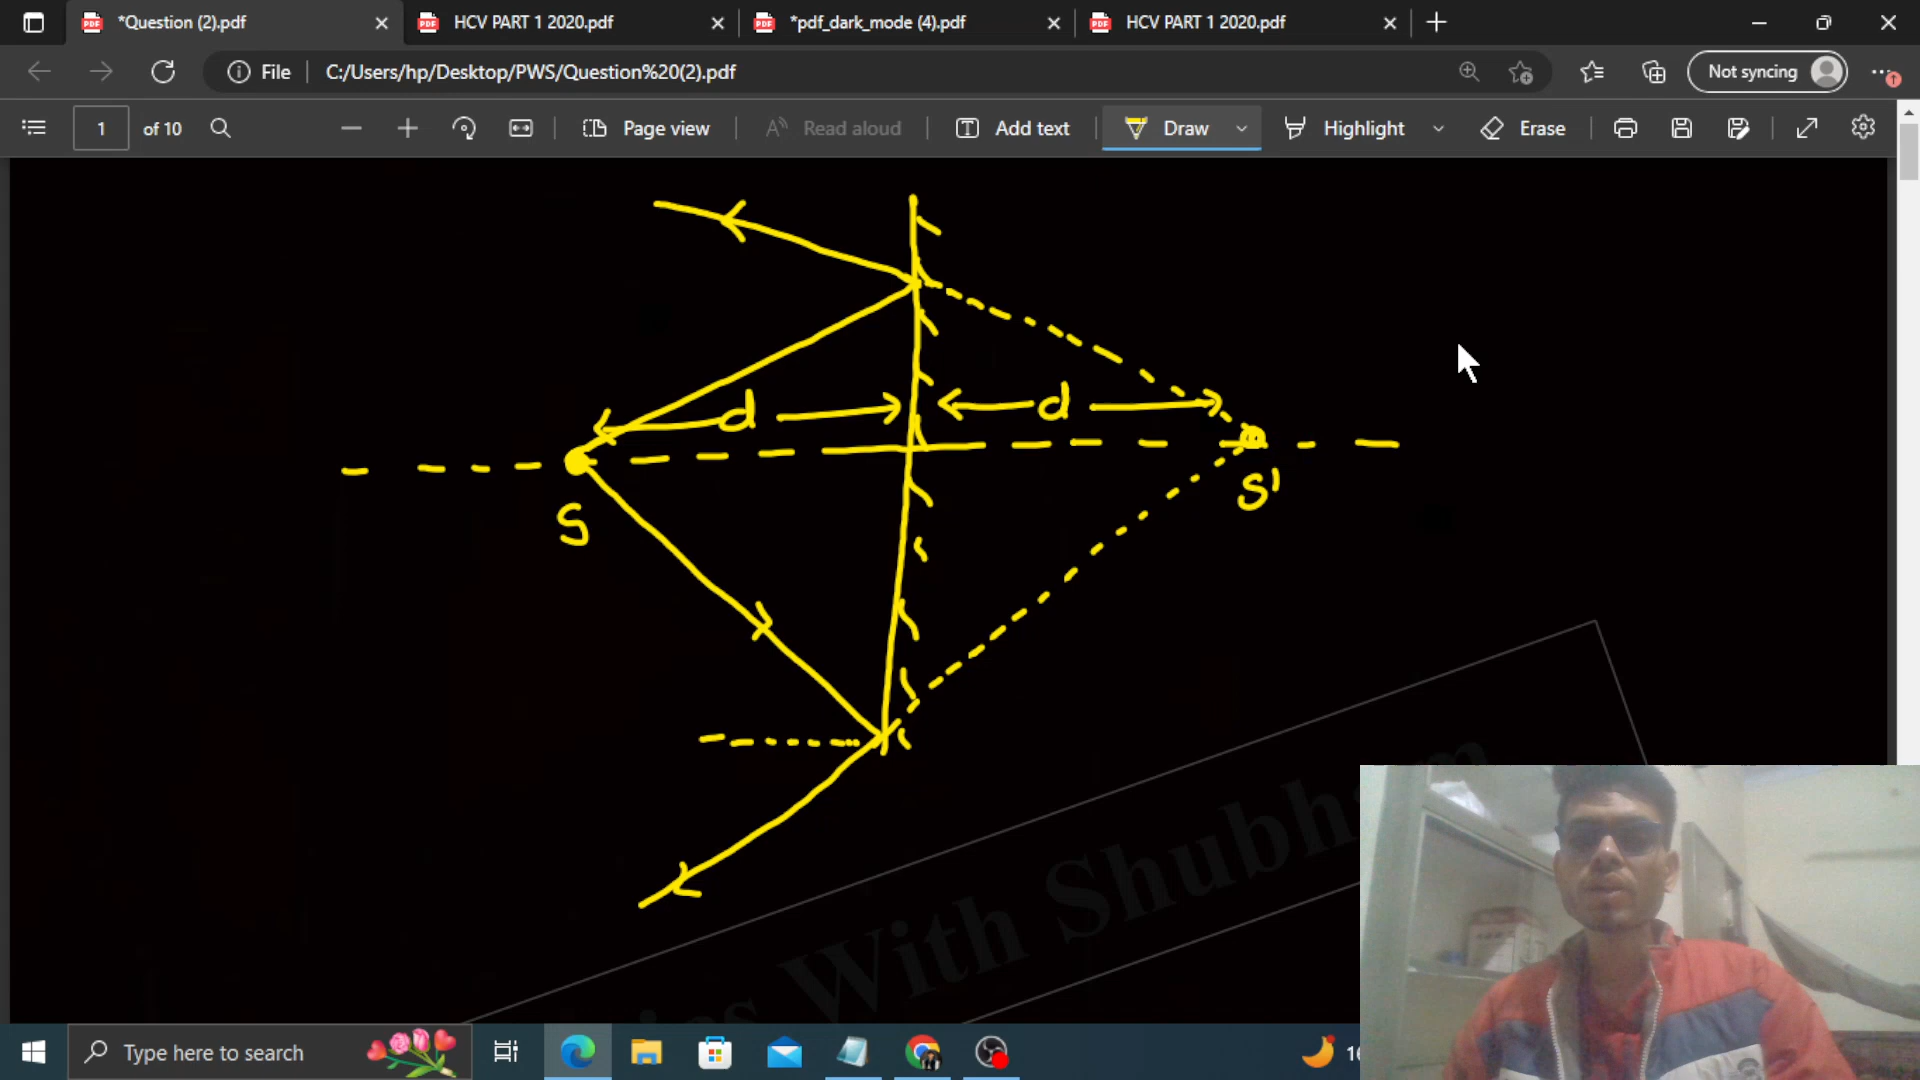 *Question (2).pdf
HCV PART 1 2020.pdf
*pdf_dark_mode (4).pdf
HCV PART 1 2020.pdf
File
C:/Users/hp/Desktop/PWS/Question%20(2).pdf
Not syncing
1 of 10
Page view
Read aloud
Add text
Draw
Highlight
Erase
d
d
S
S'
With Shubham
Type here to search